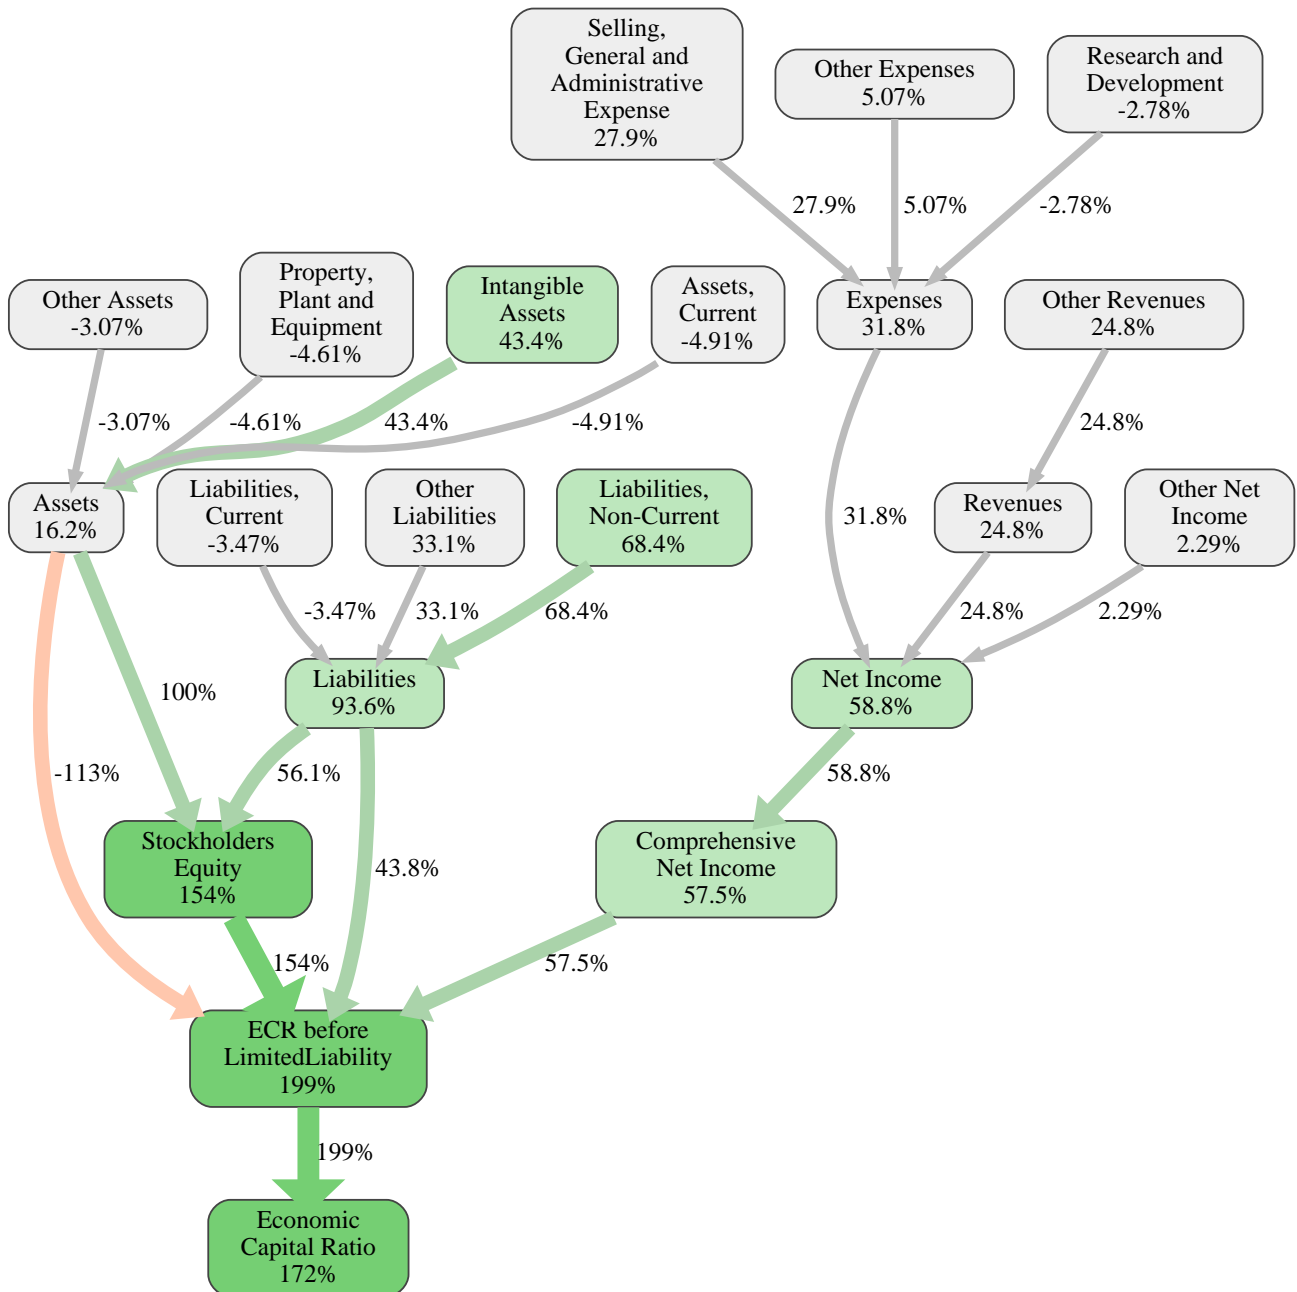 Selling,
General and
Administrative
Expense
27.9%
Other Expenses
5.07%
Research and
Development
-2.78%
27.9%
5.07%
-2.78%
Other Assets
-3.07%
Property,
Plant and
Equipment
-4.61%
Intangible
Assets
43.4%
Assets,
Current
-4.91%
Expenses
31.8%
Other Revenues
24.8%
-3.07%
-4.61%
43.4%
-4.91%
24.8%
Assets
16.2%
Liabilities,
Current
-3.47%
Other
Liabilities
33.1%
Liabilities,
Non-Current
68.4%
31.8%
Revenues
24.8%
Other Net
Income
2.29%
-3.47%
33.1%
68.4%
24.8%
2.29%
100%
Liabilities
93.6%
Net Income
58.8%
-113%
56.1%
58.8%
Stockholders
Equity
154%
43.8%
Comprehensive
Net Income
57.5%
154%
57.5%
ECR before
LimitedLiability
199%
199%
Economic
Capital Ratio
172%